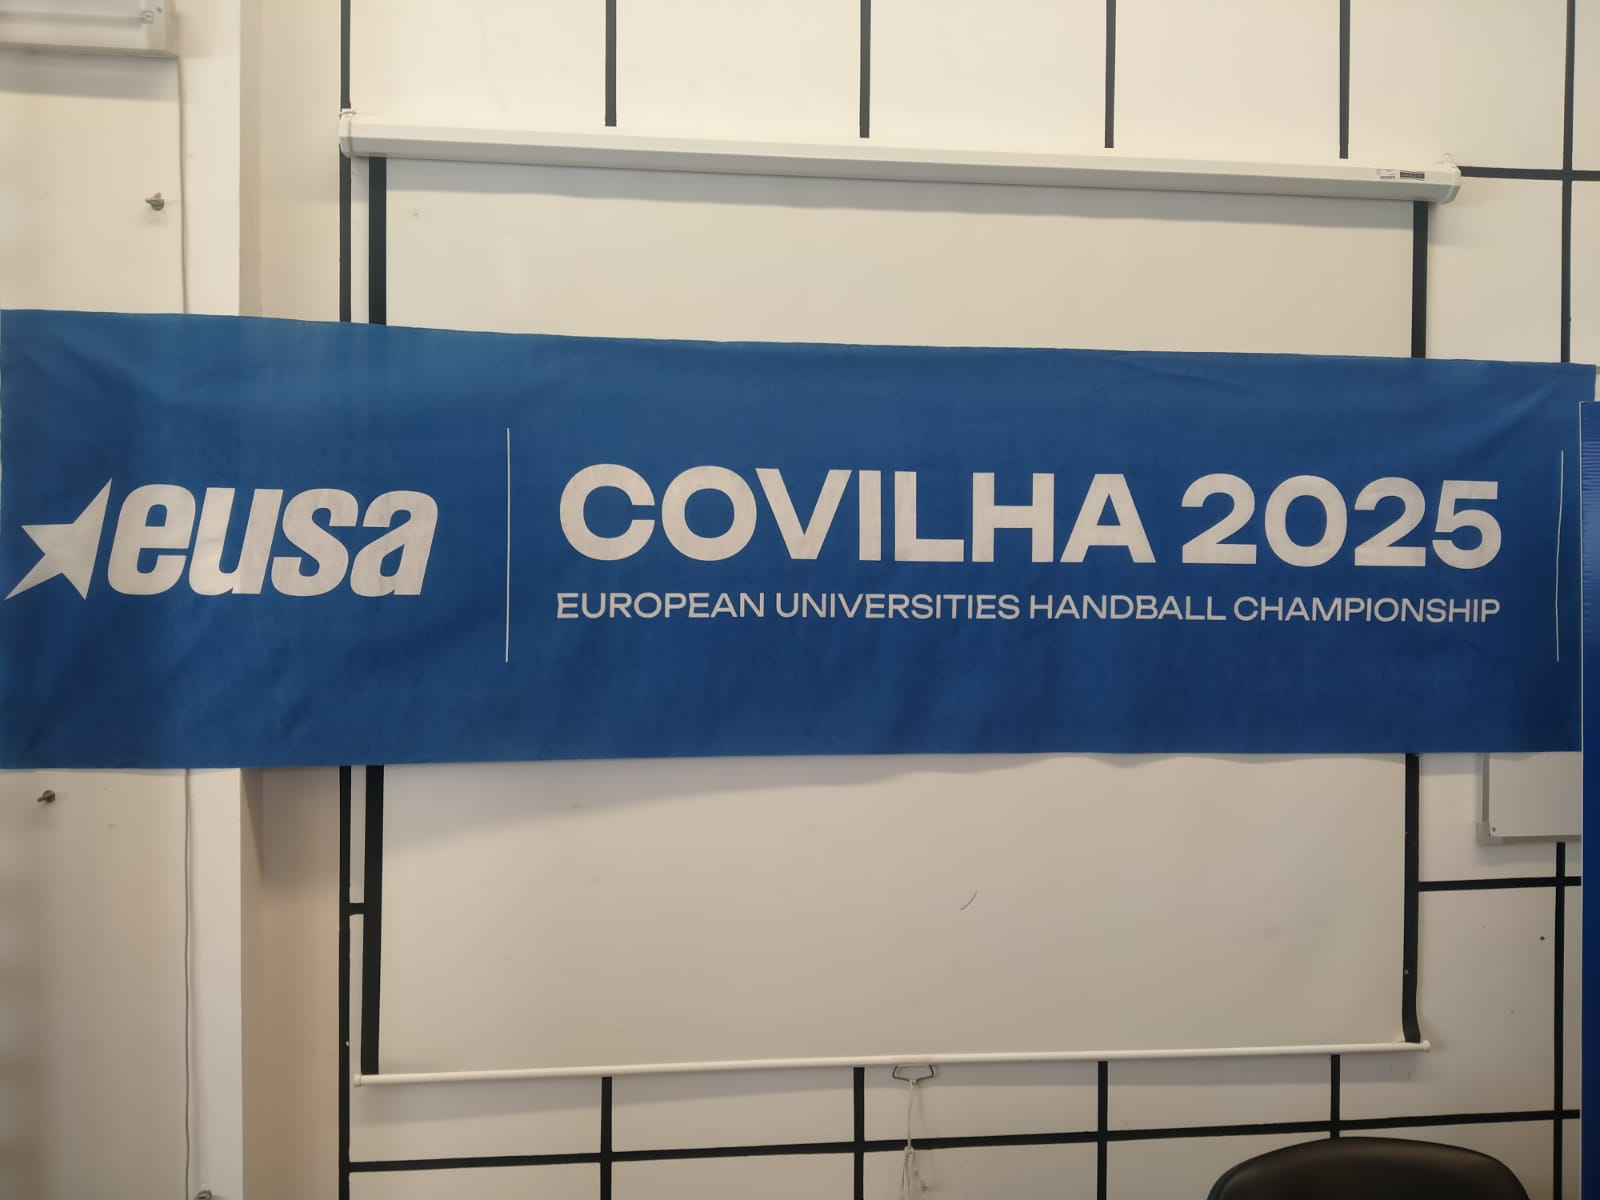 eusa
COVILHA 2025
EUROPEAN UNIVERSITIES HANDBALL CHAMPIONSHIP